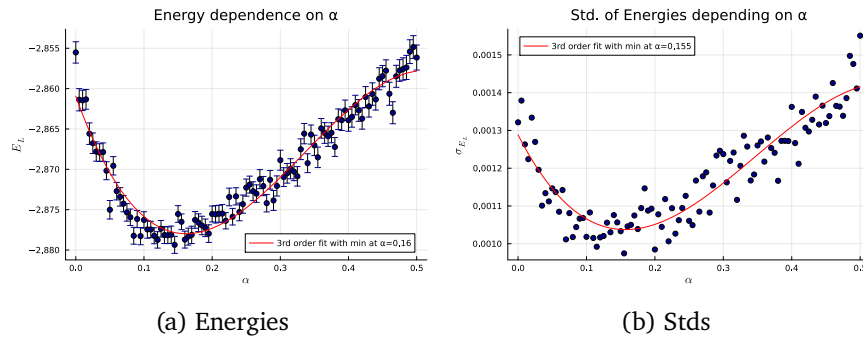 Energy dependence on α
−2.855
−2.860
−2.865
−2.870
−2.875
−2.880
E_L
0.0
0.1
0.2
0.3
0.4
0.5
α
3rd order fit with min at α=0,16
(a) Energies
Std. of Energies depending on α
0.0015
0.0014
0.0013
0.0012
0.0011
0.0010
σ_{E_L}
0.0
0.1
0.2
0.3
0.4
0.5
α
3rd order fit with min at α=0,155
(b) Stds